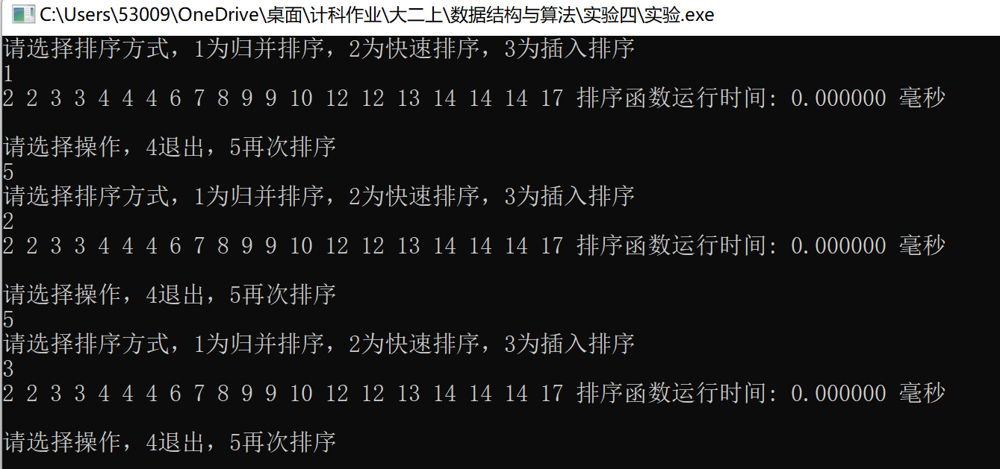 C:\Users\53009\OneDrive\桌面\计科作业\大二上\数据结构与算法\实验四\实验.exe
请选择排序方式，1为归并排序，2为快速排序，3为插入排序
1
2 2 3 3 4 4 4 6 7 8 9 9 10 12 12 13 14 14 14 17 排序函数运行时间: 0.000000 毫秒
请选择操作，4退出，5再次排序
5
请选择排序方式，1为归并排序，2为快速排序，3为插入排序
2
2 2 3 3 4 4 4 6 7 8 9 9 10 12 12 13 14 14 14 17 排序函数运行时间: 0.000000 毫秒
请选择操作，4退出，5再次排序
5
请选择排序方式，1为归并排序，2为快速排序，3为插入排序
3
2 2 3 3 4 4 4 6 7 8 9 9 10 12 12 13 14 14 14 17 排序函数运行时间: 0.000000 毫秒
请选择操作，4退出，5再次排序